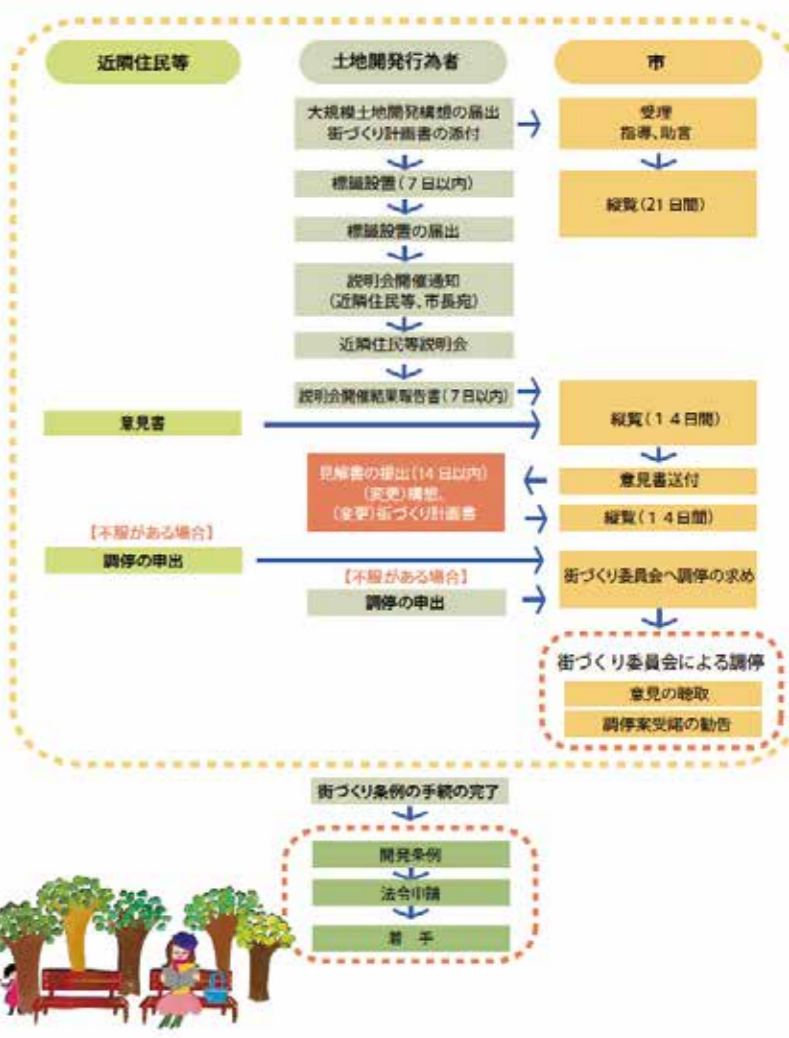 近隣住民等
土地開発行為者
市
大規模土地開発構想の届出
街づくり計画書の添付
受理
指導、助言
標識設置(7日以内)
縦覧(21日間)
標識設置の届出
説明会開催通知
(近隣住民等、市長宛)
近隣住民等説明会
説明会開催結果報告書(7日以内)
意見書
縦覧(14日間)
見解書の提出(14日以内)
(変更)構想、
(変更)街づくり計画書
意見書送付
縦覧(14日間)
【不服がある場合】
調停の申出
街づくり委員会へ調停の求め
【不服がある場合】
調停の申出
街づくり委員会による調停
意見の聴取
調停案受諾の勧告
街づくり条例の手続の完了
開発条例
法令申請
着 手